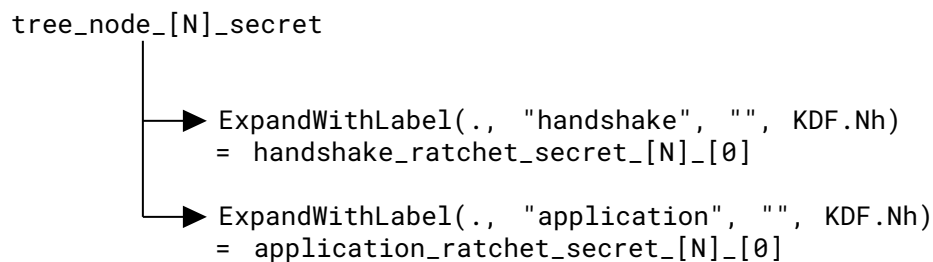 tree_node_[N]_secret
ExpandWithLabel(., "handshake", "", KDF.Nh)
= handshake_ratchet_secret_[N]_[0]
ExpandWithLabel(., "application", "", KDF.Nh)
= application_ratchet_secret_[N]_[0]